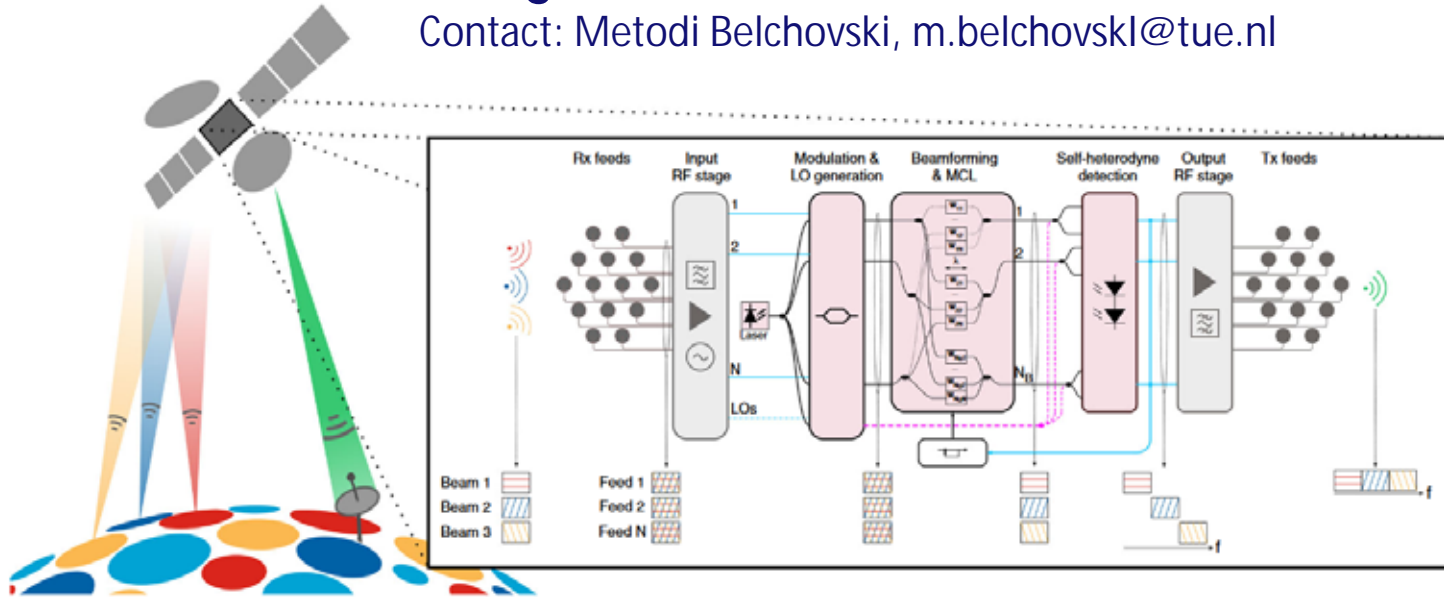 Contact: Metodi Belchovski, m.belchovskI@tue.nl
Rx feeds
Input
RF stage
Modulation &
LO generation
Beamforming
& MCL
Self-heterodyne
detection
Output
RF stage
Tx feeds
1
2
N
LOs
Laser
λ
1
2
N
Beam 1
Beam 2
Beam 3
Feed 1
Feed 2
Feed N
f
f